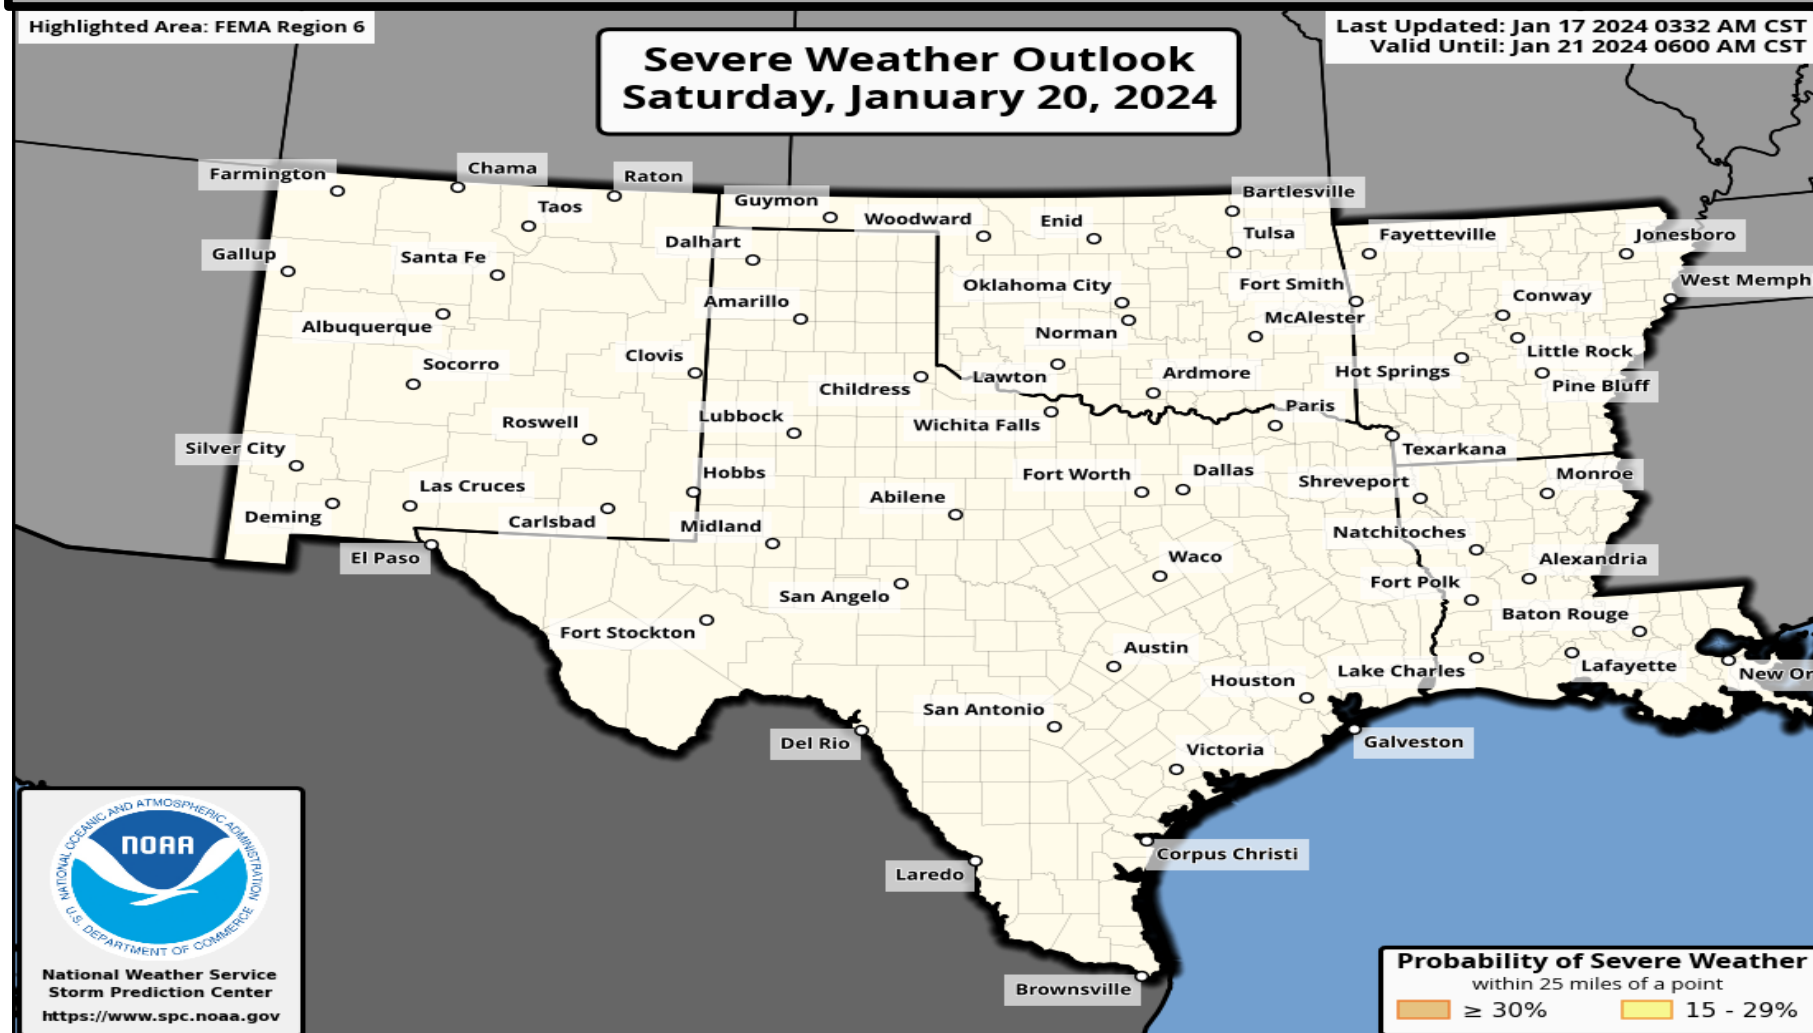 Highlighted Area: FEMA Region 6
Severe Weather Outlook
Saturday, January 20, 2024
Last Updated: Jan 17 2024 0332 AM CST
Valid Until: Jan 21 2024 0600 AM CST
Farmington
Chama
Raton
Taos
Guymon
Woodward
Enid
Bartlesville
Tulsa
Fayetteville
Jonesboro
Gallup
Santa Fe
Dalhart
Oklahoma City
Fort Smith
Conway
West Memph
Albuquerque
Amarillo
Norman
McAlester
Little Rock
Socorro
Clovis
Childress
Lawton
Ardmore
Hot Springs
Pine Bluff
Roswell
Lubbock
Wichita Falls
Paris
Texarkana
Silver City
Las Cruces
Hobbs
Abilene
Fort Worth
Dallas
Shreveport
Monroe
Deming
Carlsbad
Midland
Natchitoches
El Paso
San Angelo
Waco
Fort Polk
Alexandria
Fort Stockton
Austin
Baton Rouge
Houston
Lake Charles
Lafayette
New Or
San Antonio
Del Rio
Victoria
Galveston
Laredo
Corpus Christi
Brownsville
NATIONAL OCEANIC AND ATMOSPHERIC ADMINISTRATION
NOAA
U.S. DEPARTMENT OF COMMERCE
National Weather Service
Storm Prediction Center
https://www.spc.noaa.gov
Probability of Severe Weather
within 25 miles of a point
≥ 30%
15 - 29%